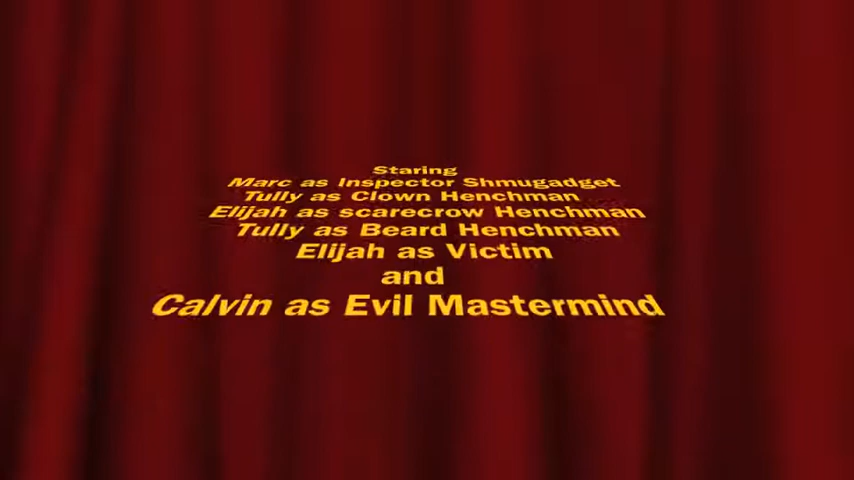 Staring
Marc as Inspector Shmugadget
Tully as Clown Henchman
Elijah as scarecrow Henchman
Tully as Beard Henchman
Elijah as Victim
and
Calvin as Evil Mastermind